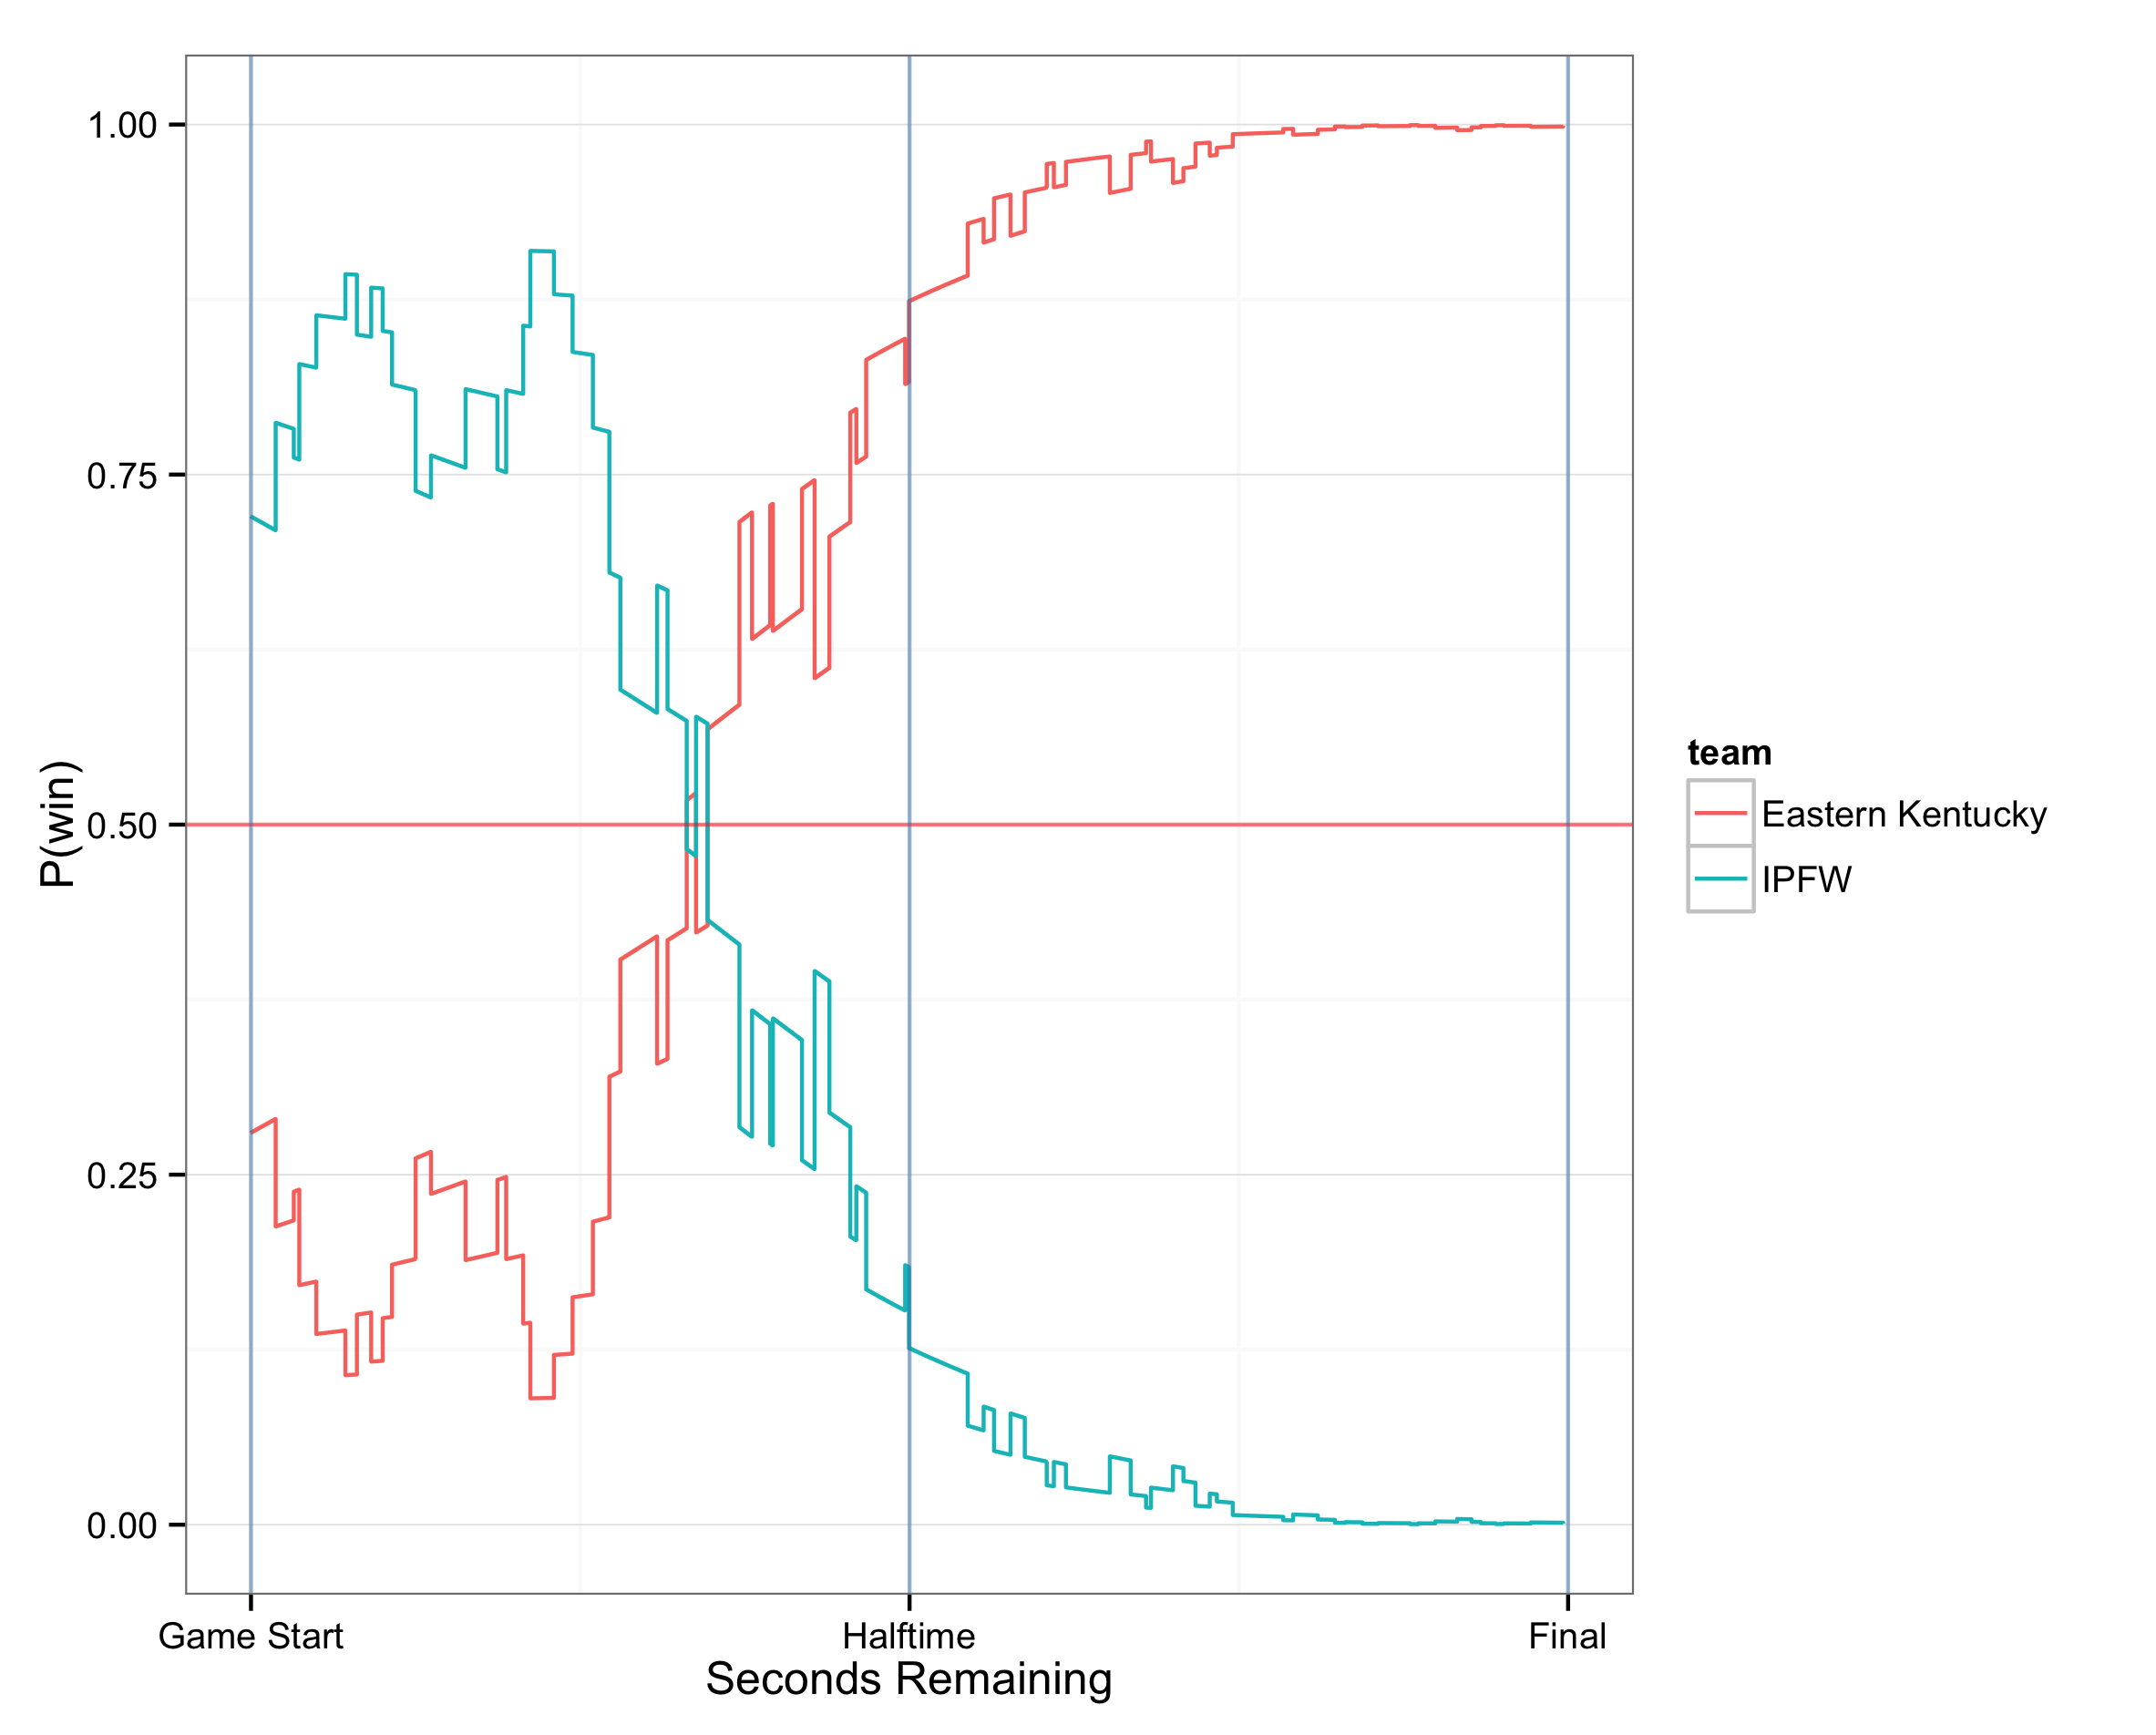 1.00
0.75
0.50
0.25
0.00
P(win)
Game Start
Halftime
Final
Seconds Remaining
team
Eastern Kentucky
IPFW